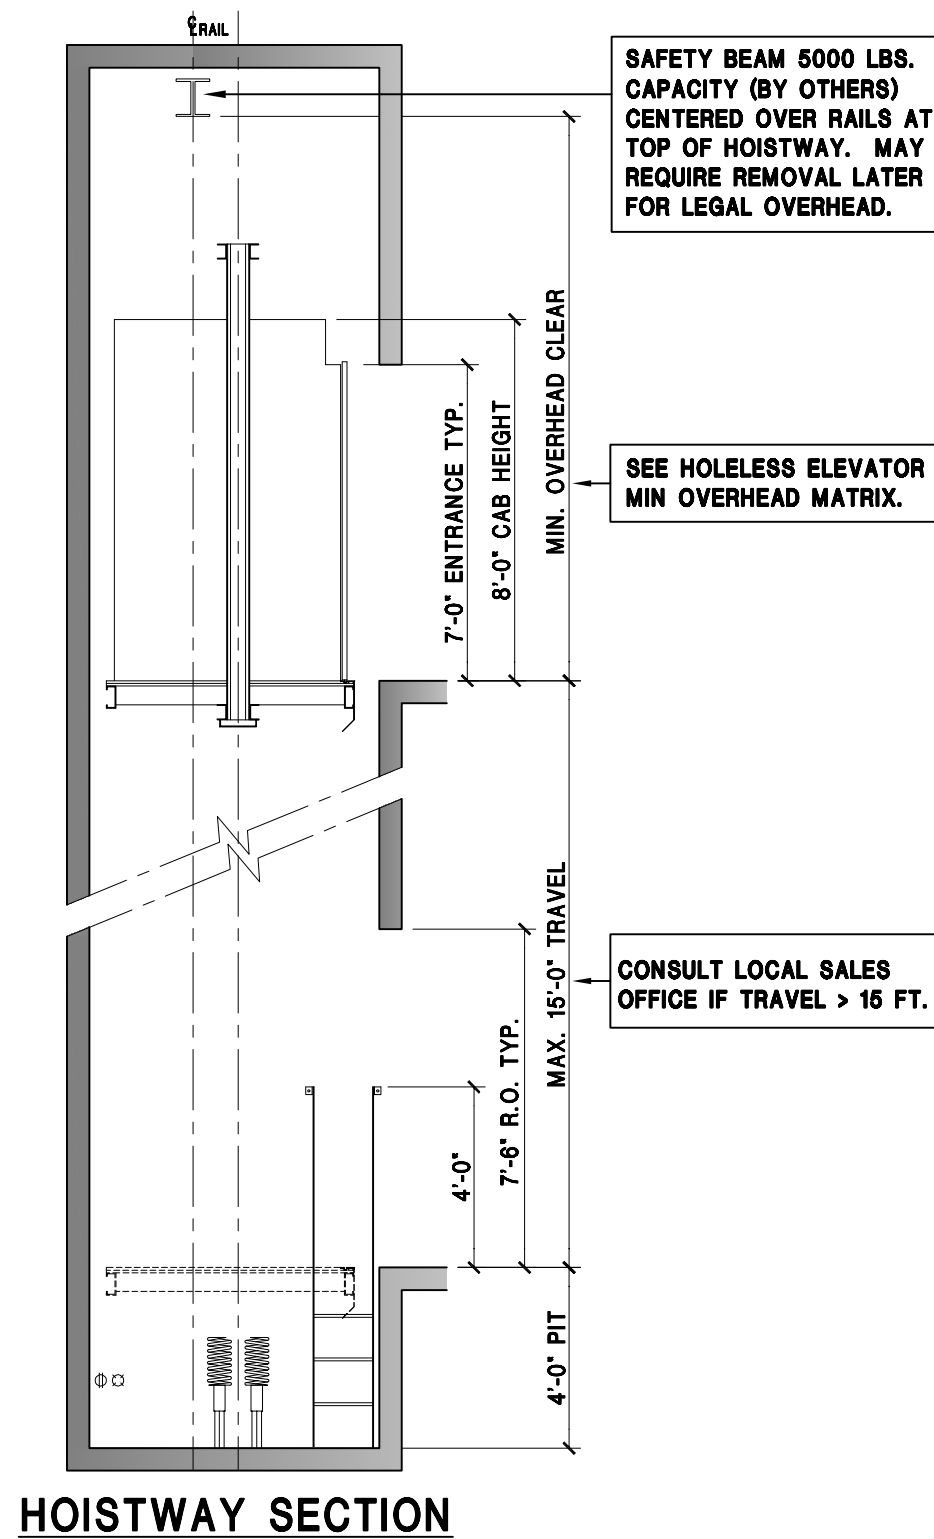 ℄ RAIL
SAFETY BEAM 5000 LBS.
CAPACITY (BY OTHERS)
CENTERED OVER RAILS AT
TOP OF HOISTWAY. MAY
REQUIRE REMOVAL LATER
FOR LEGAL OVERHEAD.
7'-0" ENTRANCE TYP.
8'-0" CAB HEIGHT
MIN. OVERHEAD CLEAR
SEE HOLELESS ELEVATOR
MIN OVERHEAD MATRIX.
4'-0"
7'-6" R.O. TYP.
MAX. 15'-0" TRAVEL
CONSULT LOCAL SALES
OFFICE IF TRAVEL > 15 FT.
4'-0" PIT
HOISTWAY SECTION